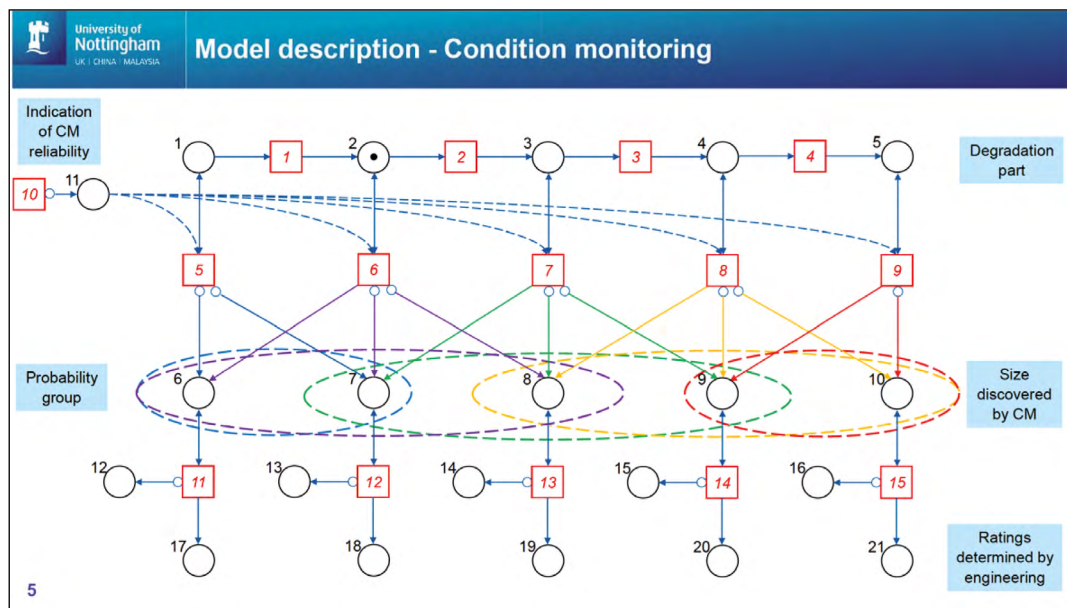 University of
Nottingham
UK | CHINA | MALAYSIA
Model description - Condition monitoring
Indication
of CM
reliability
1
1
2
2
3
3
4
4
5
Degradation
part
10
11
5
6
7
8
9
Probability
group
6
7
8
9
10
Size
discovered
by CM
12
11
13
12
14
13
15
14
16
15
17
18
19
20
21
Ratings
determined by
engineering
5